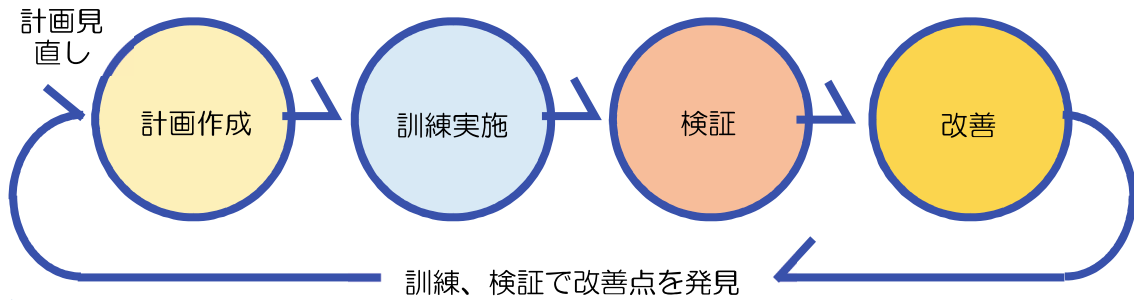 計画見
直し
計画作成
訓練実施
検証
改善
訓練、検証で改善点を発見